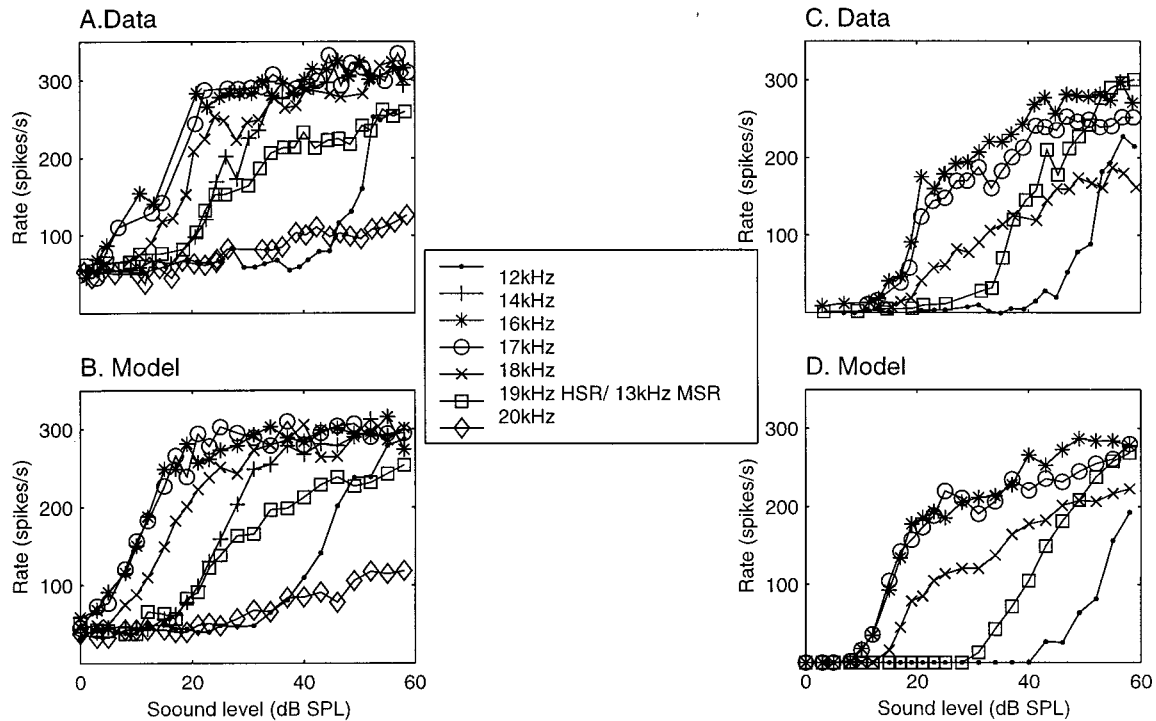 A.Data
C. Data
300
200
100
Rate (spikes/s)
300
200
100
0
Rate (spikes/s)
12kHz
14kHz
16kHz
17kHz
18kHz
19kHz HSR/ 13kHz MSR
20kHz
B. Model
D. Model
300
200
100
Rate (spikes/s)
0
20
40
60
Soound level (dB SPL)
300
200
100
0
Rate (spikes/s)
20
40
60
Sound level (dB SPL)